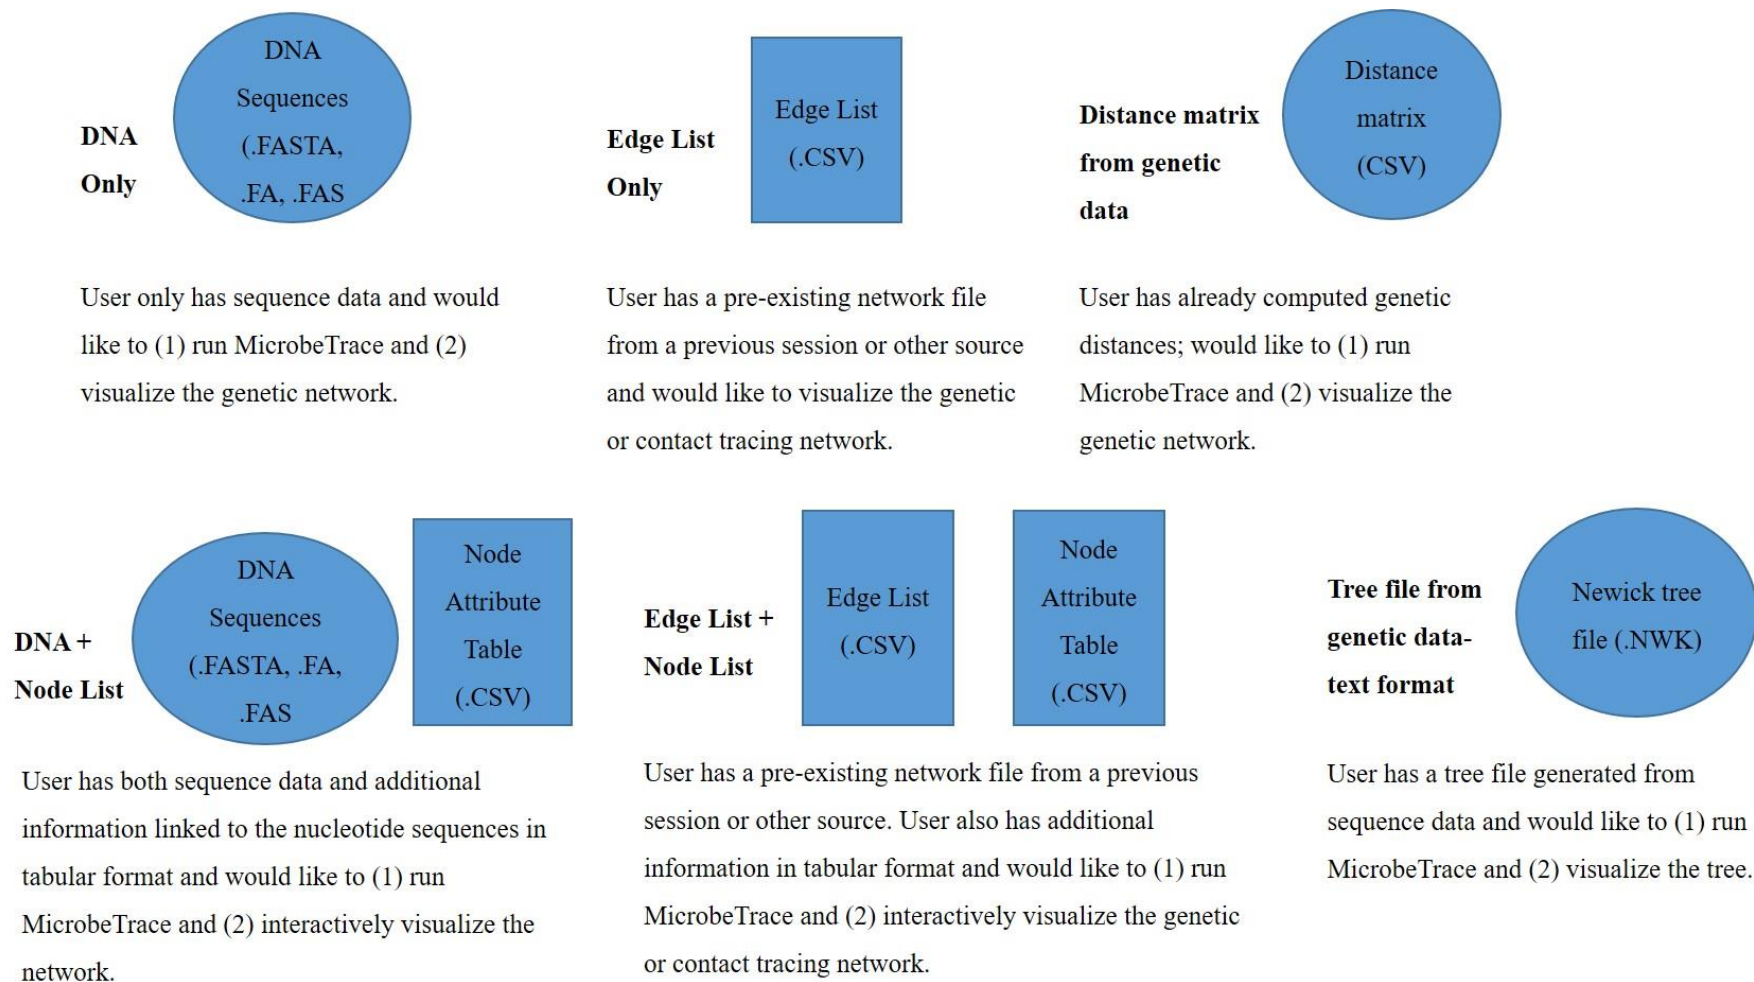 DNA
Only
DNA
Sequences
(.FASTA,
.FA, .FAS
User only has sequence data and would
like to (1) run MicrobeTrace and (2)
visualize the genetic network.
Edge List
Only
Edge List
(.CSV)
User has a pre-existing network file
from a previous session or other source
and would like to visualize the genetic
or contact tracing network.
Distance matrix
from genetic
data
Distance
matrix
(CSV)
User has already computed genetic
distances; would like to (1) run
MicrobeTrace and (2) visualize the
genetic network.
DNA +
Node List
DNA
Sequences
(.FASTA, .FA,
.FAS
Node
Attribute
Table
(.CSV)
User has both sequence data and additional
information linked to the nucleotide sequences in
tabular format and would like to (1) run
MicrobeTrace and (2) interactively visualize the
network.
Edge List +
Node List
Edge List
(.CSV)
Node
Attribute
Table
(.CSV)
User has a pre-existing network file from a previous
session or other source. User also has additional
information in tabular format and would like to (1) run
MicrobeTrace and (2) interactively visualize the genetic
or contact tracing network.
Tree file from
genetic data-
text format
Newick tree
file (.NWK)
User has a tree file generated from
sequence data and would like to (1) run
MicrobeTrace and (2) visualize the tree.